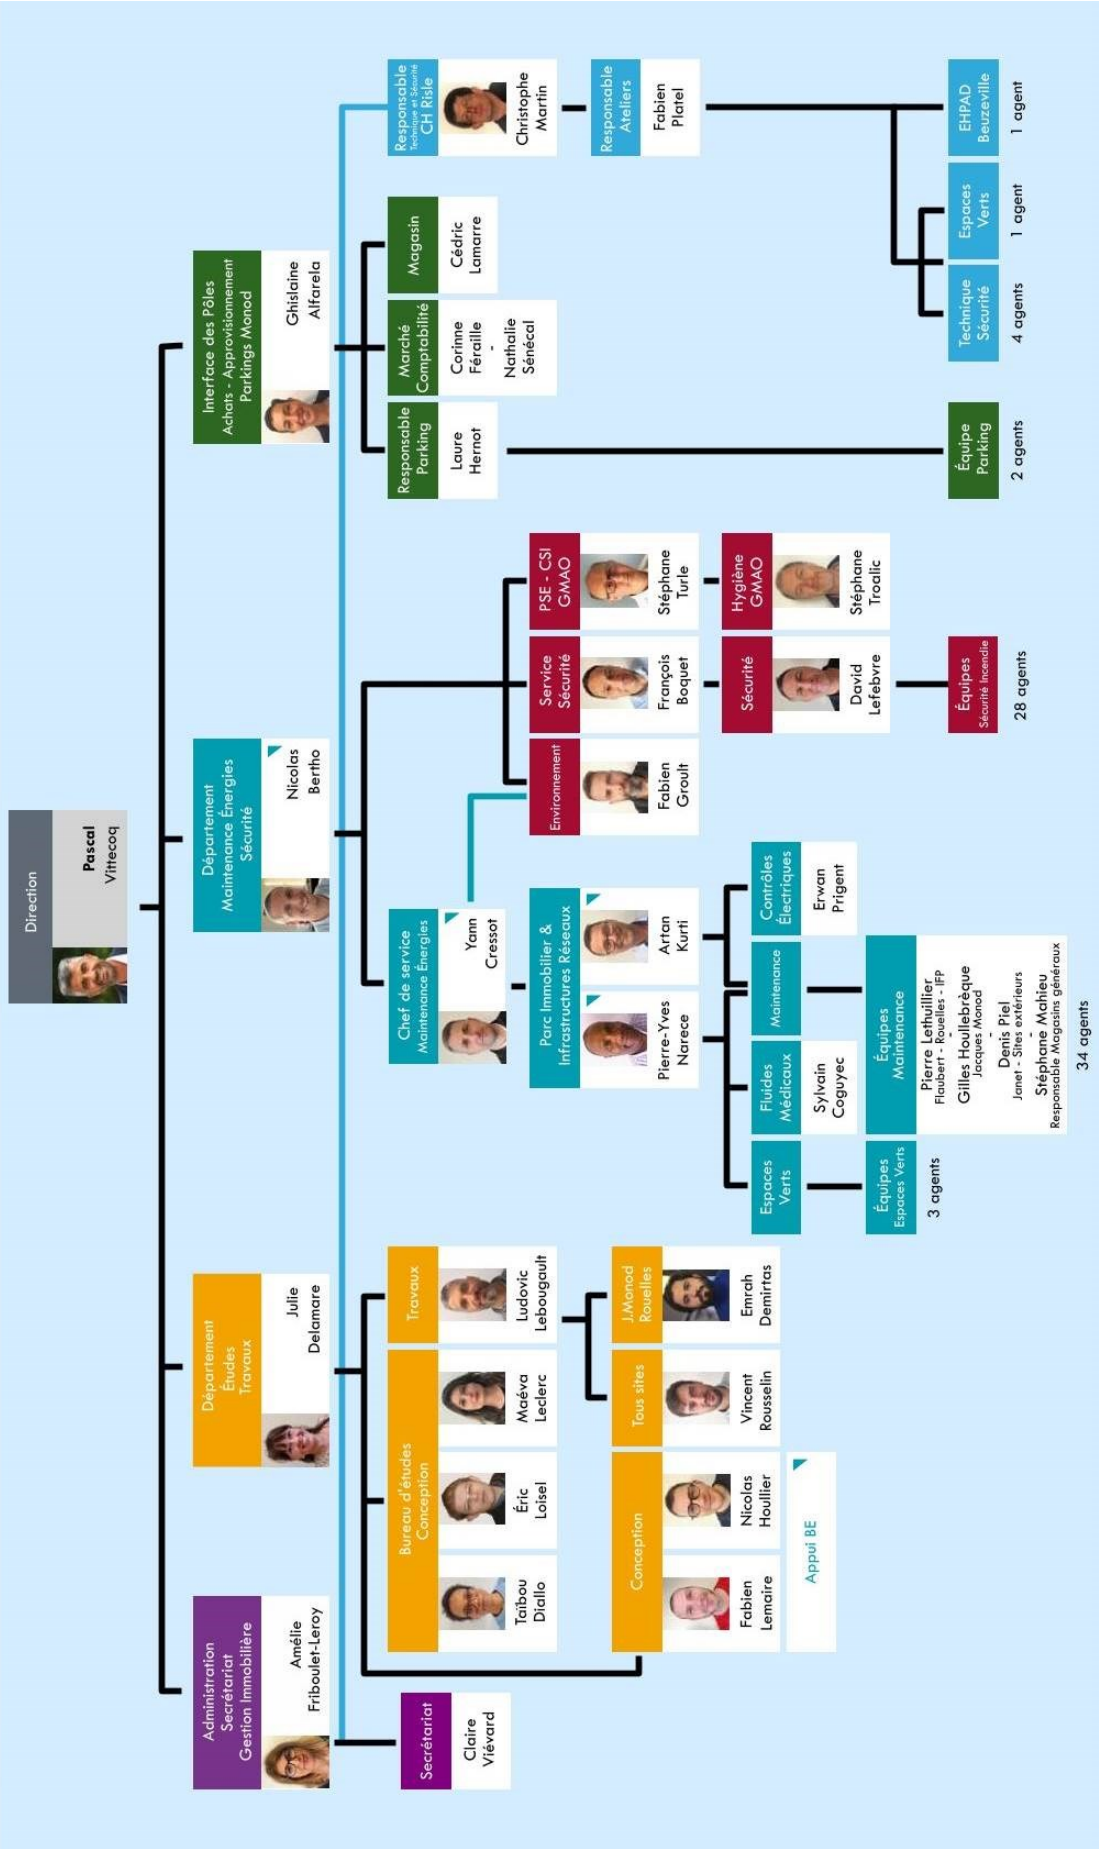 Direction
Pascal
Vittecoq
Administration
Secrétariat
Gestion Immobilière
Amélie
Friboulet-Leroy
Département
Études
Travaux
Julie
Delamare
Département
Maintenance Énergies
Sécurité
Nicolas
Bertho
Interface des Pôles
Achats - Approvisionnement
Parkings Monod
Ghislaine
Alfarela
Secrétariat
Claire
Viévard
Bureau d'études
Conception
Taïbou
Diallo
Éric
Loisel
Maéva
Leclerc
Travaux
Ludovic
Lebougault
Conception
Fabien
Lemaire
Nicolas
Houllier
Appui BE
Tous sites
Vincent
Rousselin
J.Monod
Rouelles
Emrah
Demirtas
Chef de service
Maintenance Énergies
Yann
Cressot
Parc Immobilier &
Infrastructures Réseaux
Pierre-Yves
Narece
Artan
Kurti
Espaces
Verts
Fluides
Médicaux
Sylvain
Coguyec
Maintenance
Contrôles
Électriques
Erwan
Prigent
Équipes
Espaces Verts
3 agents
Équipes
Maintenance
Pierre Lethuillier
Flaubert - Rouelles - IFP
-
Gilles Houllebrèque
Jacques Monod
-
Denis Piel
Janet - Sites extérieurs
-
Stéphane Mahieu
Responsable Magasins généraux
34 agents
Environnement
Fabien
Groult
Service
Sécurité
François
Boquet
PSE - CSI
GMAO
Stéphane
Turle
Sécurité
David
Lefebvre
Hygiène
GMAO
Stéphane
Troalic
Équipes
Sécurité Incendie
28 agents
Responsable
Parking
Laure
Hernot
Marché
Comptabilité
Corinne
Féraille
-
Nathalie
Sénécal
Magasin
Cédric
Lamarre
Équipe
Parking
2 agents
Responsable
Technique et Sécurité
CH Risle
Christophe
Martin
Responsable
Ateliers
Fabien
Platel
Technique
Sécurité
4 agents
Espaces
Verts
1 agent
EHPAD
Beuzeville
1 agent